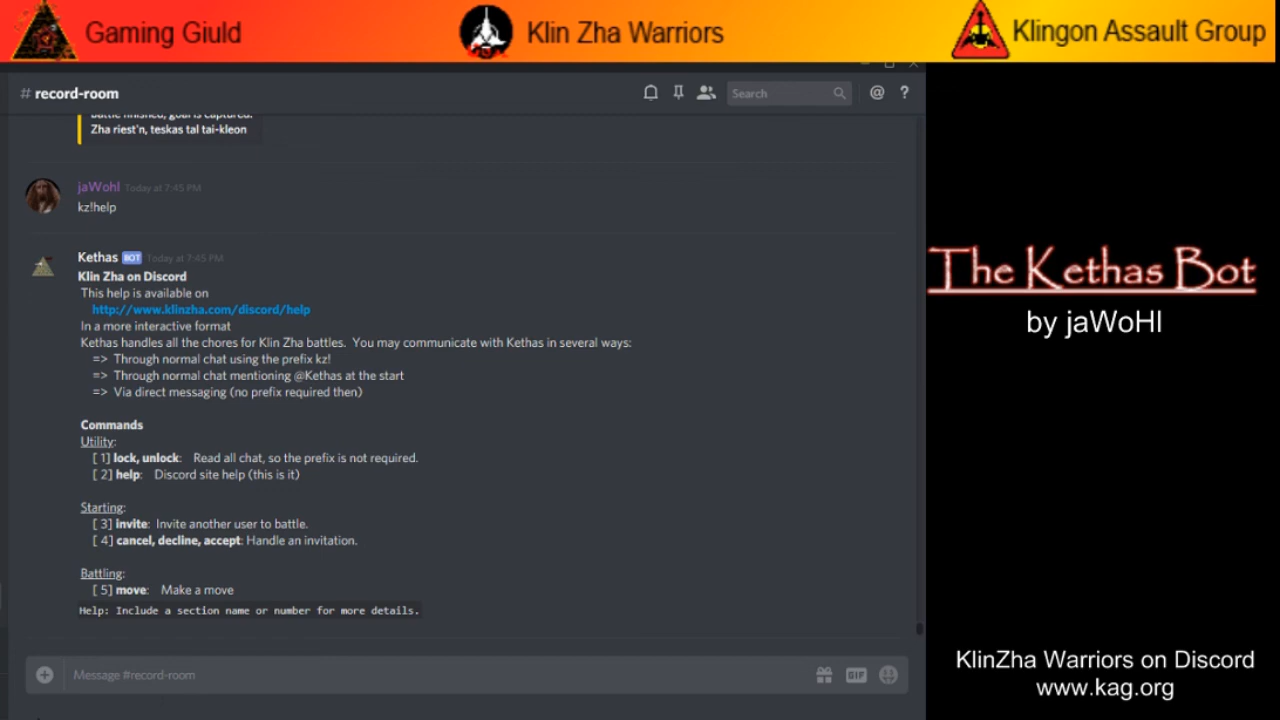 Gaming Giuld
Klin Zha Warriors
Klingon Assault Group
# record-room
Search
@ ?
battle finished, goal is captured.
Zha riest'n, teskas tal tai-kleon
jaWohl Today at 7:45 PM
kz!help
Kethas BOT Today at 7:45 PM
Klin Zha on Discord
This help is available on
http://www.klinzha.com/discord/help
In a more interactive format
Kethas handles all the chores for Klin Zha battles. You may communicate with Kethas in several ways:
=> Through normal chat using the prefix kz!
=> Through normal chat mentioning @Kethas at the start
=> Via direct messaging (no prefix required then)
Commands
Utility:
[ 1] lock, unlock: Read all chat, so the prefix is not required.
[ 2] help: Discord site help (this is it)
Starting:
[ 3] invite: Invite another user to battle.
[ 4] cancel, decline, accept: Handle an invitation.
Battling:
[ 5] move: Make a move
Help: Include a section name or number for more details.
Message #record-room
GIF
The Kethas Bot
by jaWoHl
KlinZha Warriors on Discord
www.kag.org